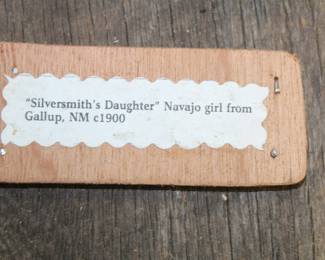 "Silversmith's Daughter" Navajo girl from
Gallup, NM c1900